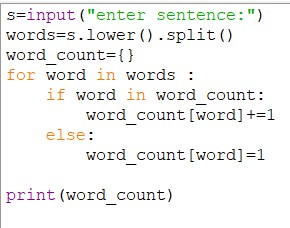 s=input("enter sentence:")
words=s.lower().split()
word_count={}
for word in words :
    if word in word_count:
        word_count[word]+=1
    else:
        word_count[word]=1

print(word_count)